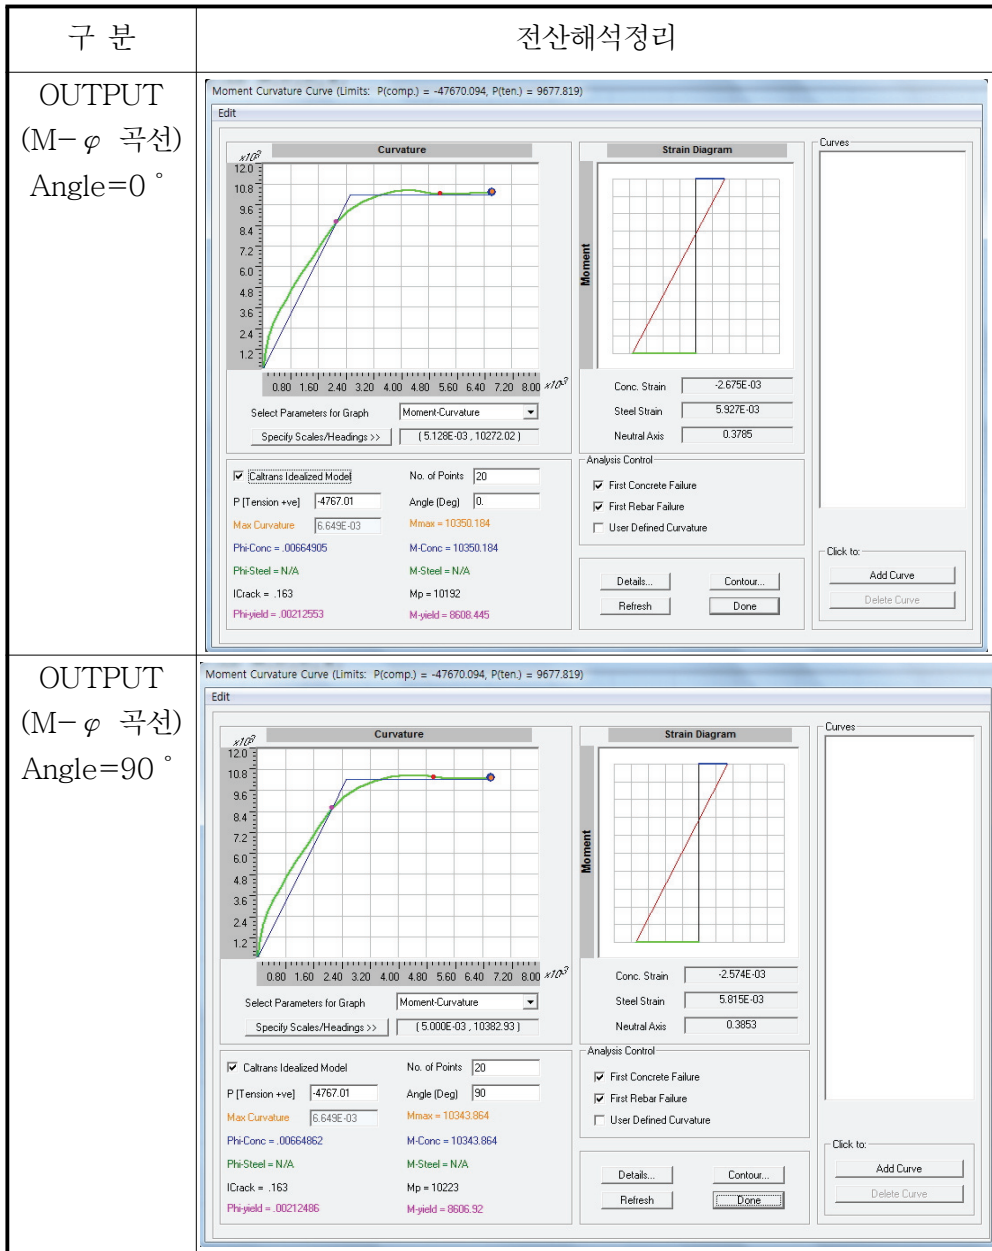 구 분
전산해석정리
OUTPUT
(M-φ 곡선)
Angle=0°
Moment Curvature Curve (Limits: P(comp.) = -47670.094, P(ten.) = 9677.819)
Edit
x10³
Curvature
12.0
10.8
9.6
8.4
7.2
6.0
4.8
3.6
2.4
1.2
0.80 1.60 2.40 3.20 4.00 4.80 5.60 6.40 7.20 8.00 x10⁻³
Moment
Select Parameters for Graph
Moment-Curvature
Specify Scales/Headings >>
( 5.128E-03 , 10272.02 )
Strain Diagram
Conc. Strain
-2.675E-03
Steel Strain
5.927E-03
Neutral Axis
0.3785
Curves
Caltrans Idealized Model
No. of Points
20
P [Tension +ve]
-4767.01
Angle (Deg)
0.
Max Curvature
6.649E-03
Mmax = 10350.184
Phi-Conc = .00664905
M-Conc = 10350.184
Phi-Steel = N/A
M-Steel = N/A
ICrack = .163
Mp = 10192
Phi-yield = .00212553
M-yield = 8608.445
Analysis Control
First Concrete Failure
First Rebar Failure
User Defined Curvature
Details...
Contour...
Refresh
Done
Click to:
Add Curve
Delete Curve
OUTPUT
(M-φ 곡선)
Angle=90°
Moment Curvature Curve (Limits: P(comp.) = -47670.094, P(ten.) = 9677.819)
Edit
x10³
Curvature
12.0
10.8
9.6
8.4
7.2
6.0
4.8
3.6
2.4
1.2
0.80 1.60 2.40 3.20 4.00 4.80 5.60 6.40 7.20 8.00 x10⁻³
Moment
Select Parameters for Graph
Moment-Curvature
Specify Scales/Headings >>
( 5.000E-03 , 10382.93 )
Strain Diagram
Conc. Strain
-2.574E-03
Steel Strain
5.815E-03
Neutral Axis
0.3853
Curves
Caltrans Idealized Model
No. of Points
20
P [Tension +ve]
-4767.01
Angle (Deg)
90
Max Curvature
6.649E-03
Mmax = 10343.864
Phi-Conc = .00664862
M-Conc = 10343.864
Phi-Steel = N/A
M-Steel = N/A
ICrack = .163
Mp = 10223
Phi-yield = .00212486
M-yield = 8606.92
Analysis Control
First Concrete Failure
First Rebar Failure
User Defined Curvature
Details...
Contour...
Refresh
Done
Click to:
Add Curve
Delete Curve